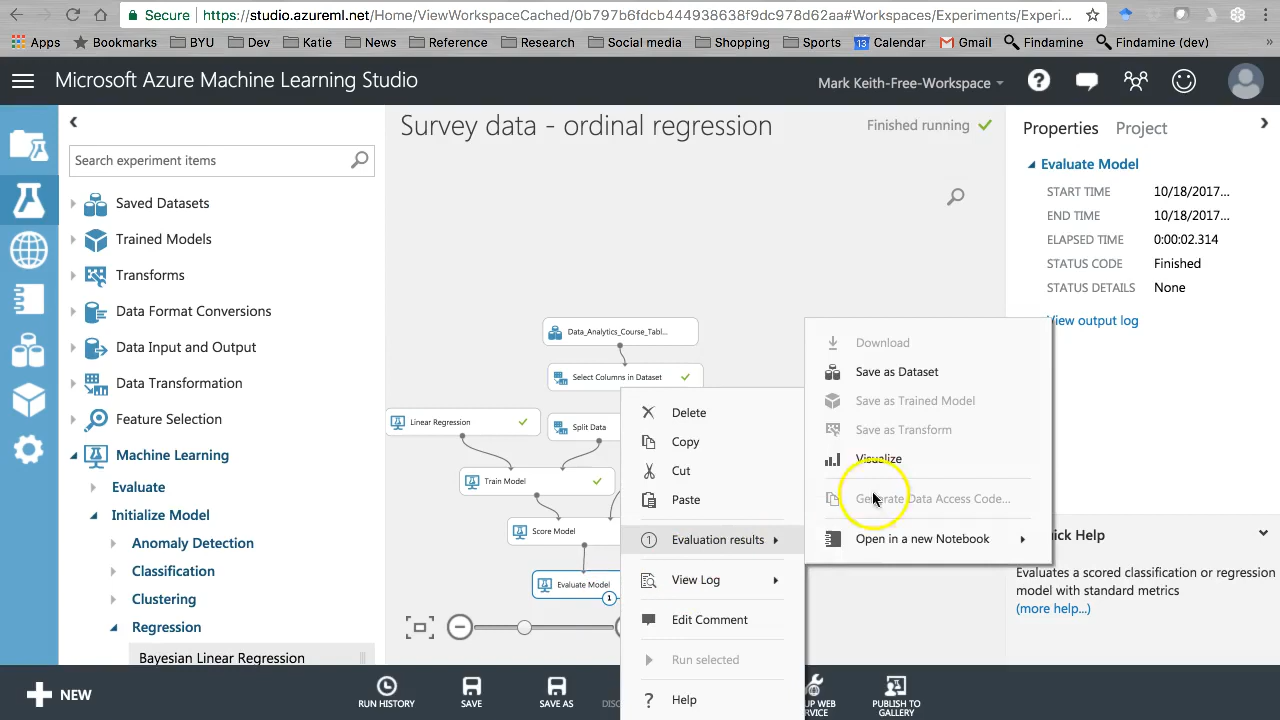 Secure https://studio.azureml.net/Home/ViewWorkspaceCached/0b797b6fdcb444938638f9dc978d62aa#Workspaces/Experiments/Experi...
Apps Bookmarks BYU Dev Katie News Reference Research Social media Shopping Sports 13 Calendar Gmail Findamine Findamine (dev) »
Microsoft Azure Machine Learning Studio
Mark Keith-Free-Workspace
Search experiment items
Saved Datasets
Trained Models
Transforms
Data Format Conversions
Data Input and Output
Data Transformation
Feature Selection
Machine Learning
Evaluate
Initialize Model
Anomaly Detection
Classification
Clustering
Regression
Bayesian Linear Regression
Survey data - ordinal regression
Finished running
Data_Analytics_Course_Tabl...
Select Columns in Dataset
Linear Regression
Split Data
Train Model
Score Model
Evaluate Model
1
Delete
Copy
Cut
Paste
1 Evaluation results
View Log
Edit Comment
Run selected
Help
Download
Save as Dataset
Save as Trained Model
Save as Transform
Visualize
Generate Data Access Code...
Open in a new Notebook
Properties Project
Evaluate Model
START TIME 10/18/2017...
END TIME 10/18/2017...
ELAPSED TIME 0:00:02.314
STATUS CODE Finished
STATUS DETAILS None
View output log
Quick Help
Evaluates a scored classification or regression
model with standard metrics
(more help...)
NEW
RUN HISTORY
SAVE
SAVE AS
PUBLISH TO
GALLERY